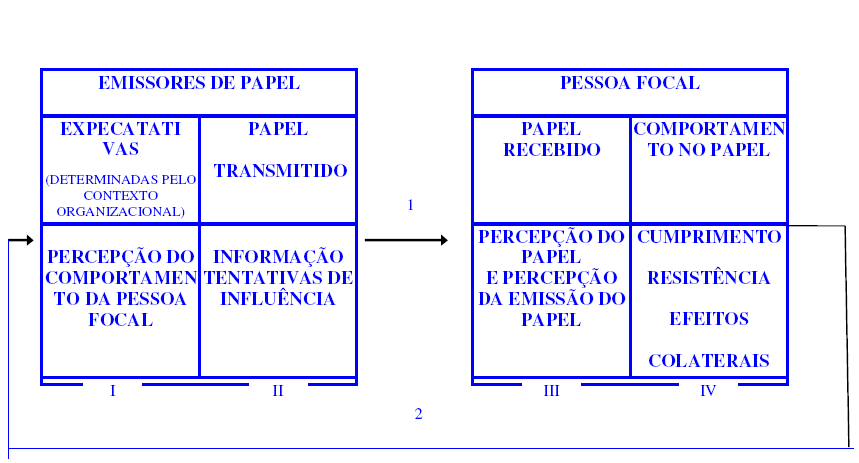 EMISSORES DE PAPEL
EXPECATATI
VAS
(DETERMINADAS PELO
CONTEXTO
ORGANIZACIONAL)
PAPEL
TRANSMITIDO
PERCEPÇÃO DO
COMPORTAMEN
TO DA PESSOA
FOCAL
INFORMAÇÃO
TENTATIVAS DE
INFLUÊNCIA
I
II
1
PESSOA FOCAL
PAPEL
RECEBIDO
COMPORTAMEN
TO NO PAPEL
PERCEPÇÃO DO
PAPEL
E PERCEPÇÃO
DA EMISSÃO DO
PAPEL
CUMPRIMENTO
RESISTÊNCIA
EFEITOS
COLATERAIS
III
IV
2